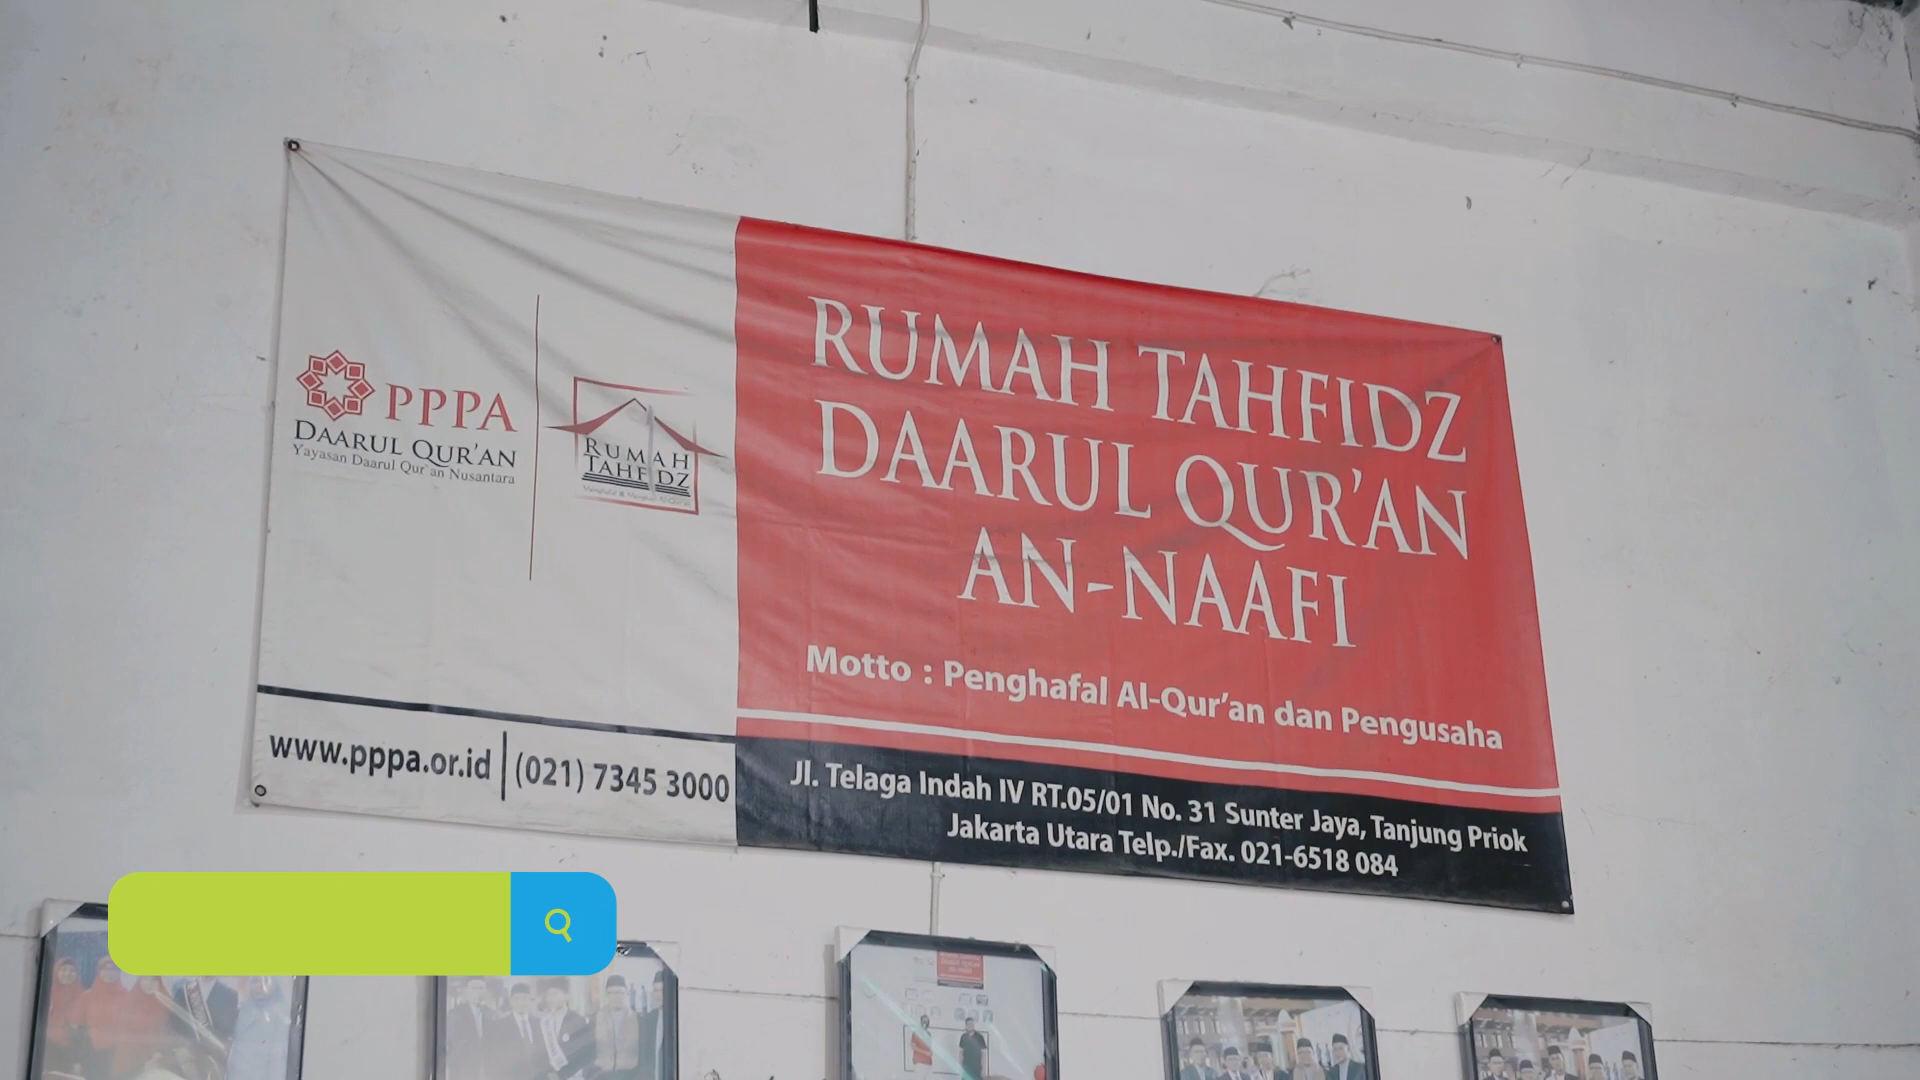 PPPA
DAARUL QUR'AN
Yayasan Daarul Qur'an Nusantara
RUMAH
TAHFIDZ
www.pppa.or.id | (021) 7345 3000
RUMAH TAHFIDZ
DAARUL QUR'AN
AN-NAAFI
Motto : Penghafal Al-Qur'an dan Pengusaha
Jl. Telaga Indah IV RT.05/01 No. 31 Sunter Jaya, Tanjung Priok
Jakarta Utara Telp./Fax. 021-6518 084